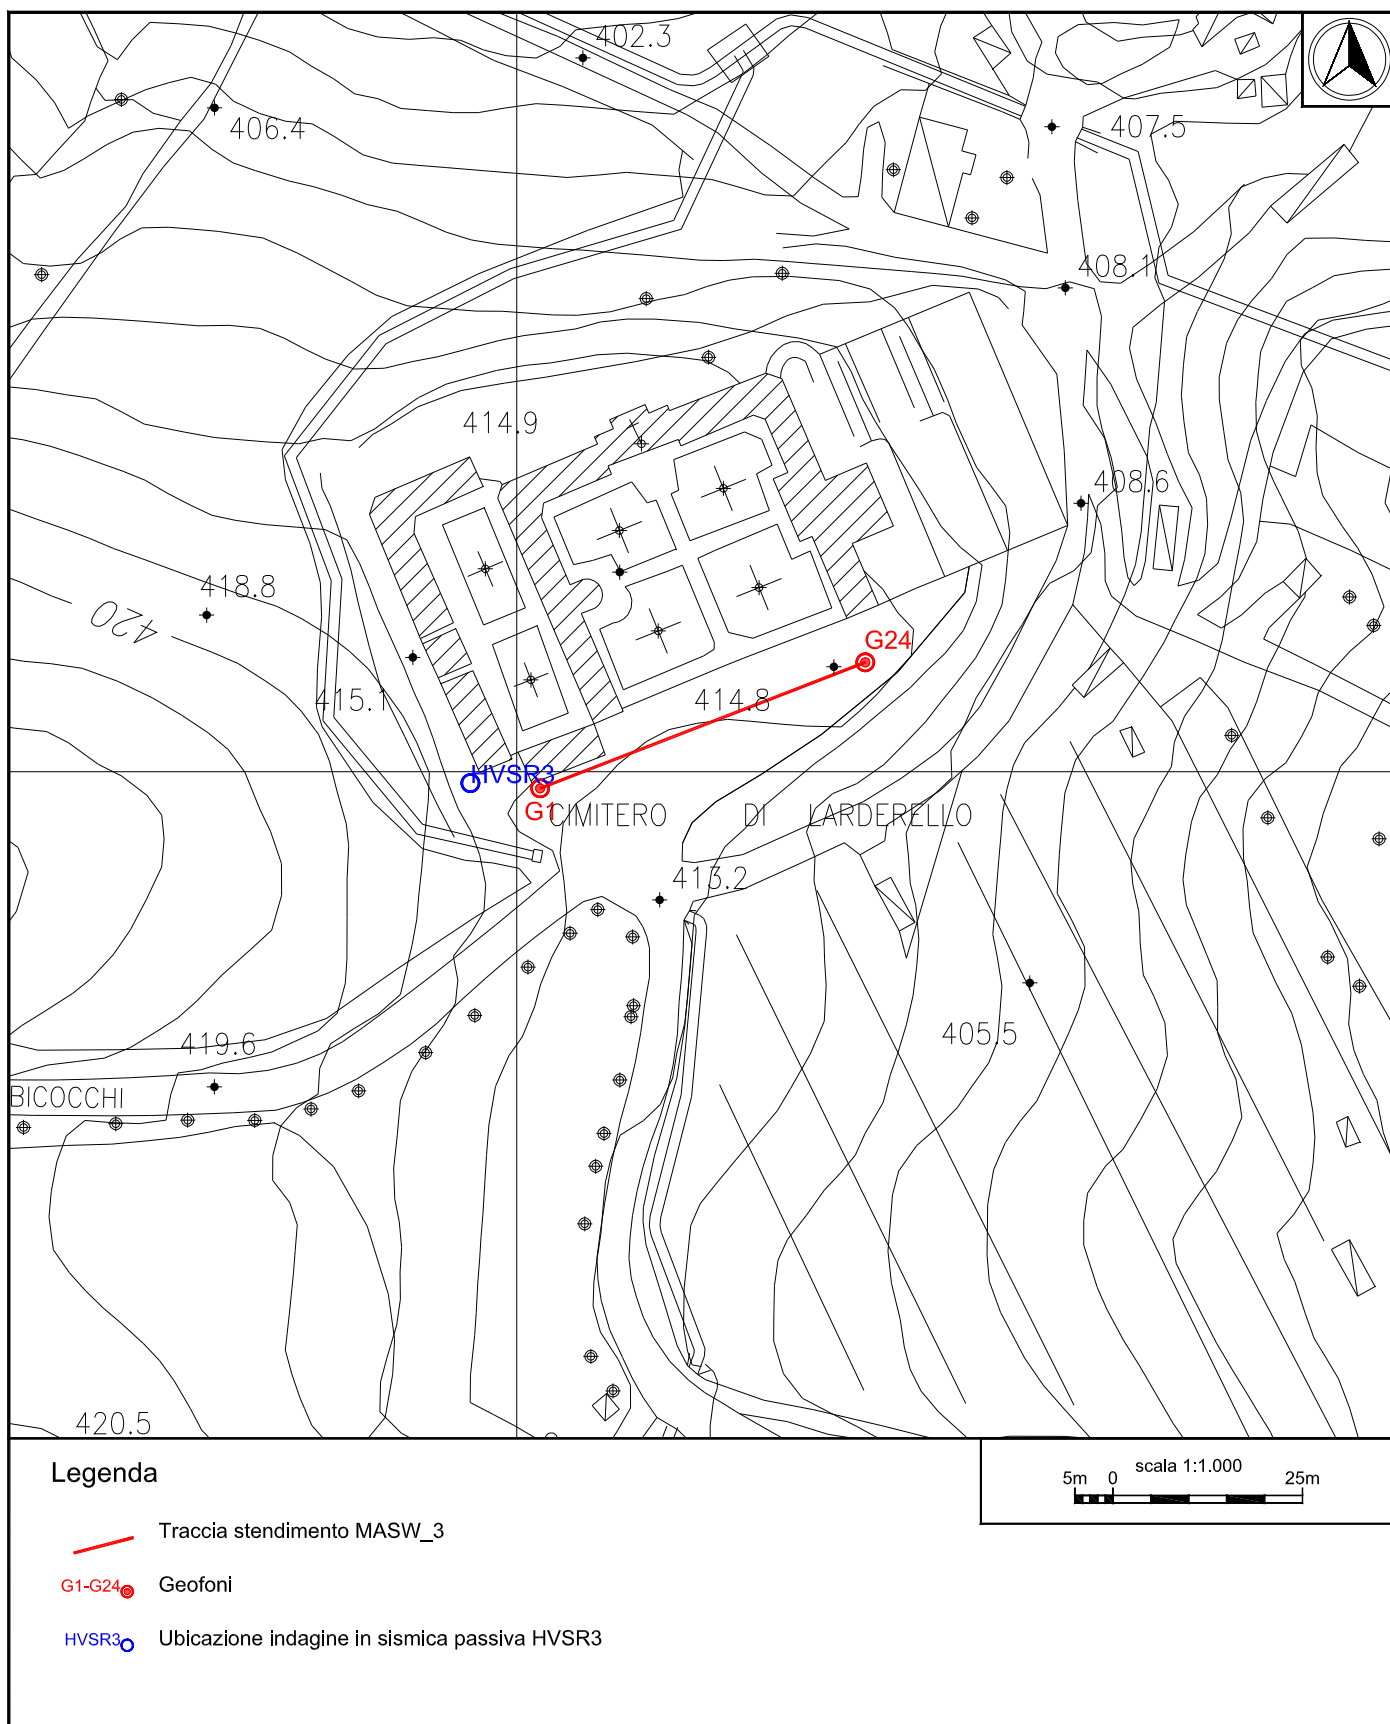 402.3
406.4
407.5
408.1
414.9
408.6
418.8
420
G24
415.1
414.8
HVSR3
G1
CIMITERO DI LARDERELLO
413.2
405.5
419.6
BICOCCHI
420.5
Legenda
5m 0 scala 1:1.000 25m
Traccia stendimento MASW_3
G1-G24 Geofoni
HVSR3 Ubicazione indagine in sismica passiva HVSR3